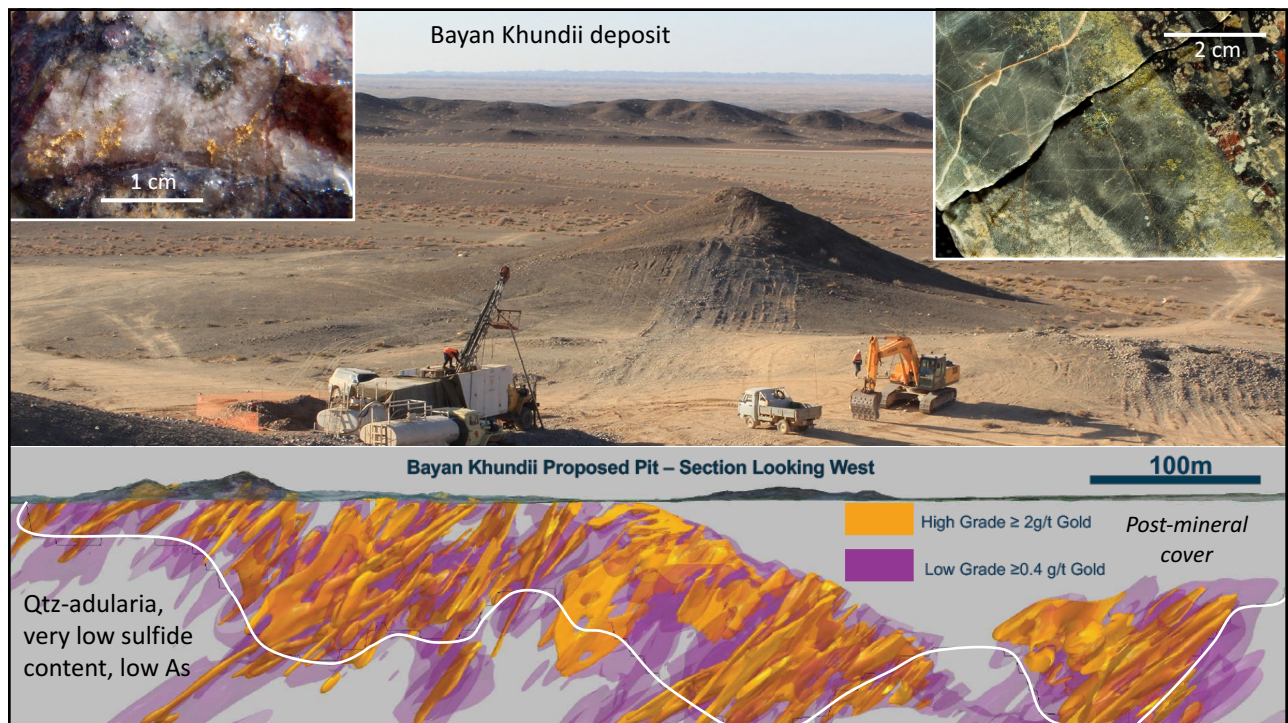 Bayan Khundii deposit
1 cm
2 cm
Bayan Khundii Proposed Pit – Section Looking West
100m
High Grade ≥ 2g/t Gold
Low Grade ≥0.4 g/t Gold
Post-mineral
cover
Qtz-adularia,
very low sulfide
content, low As